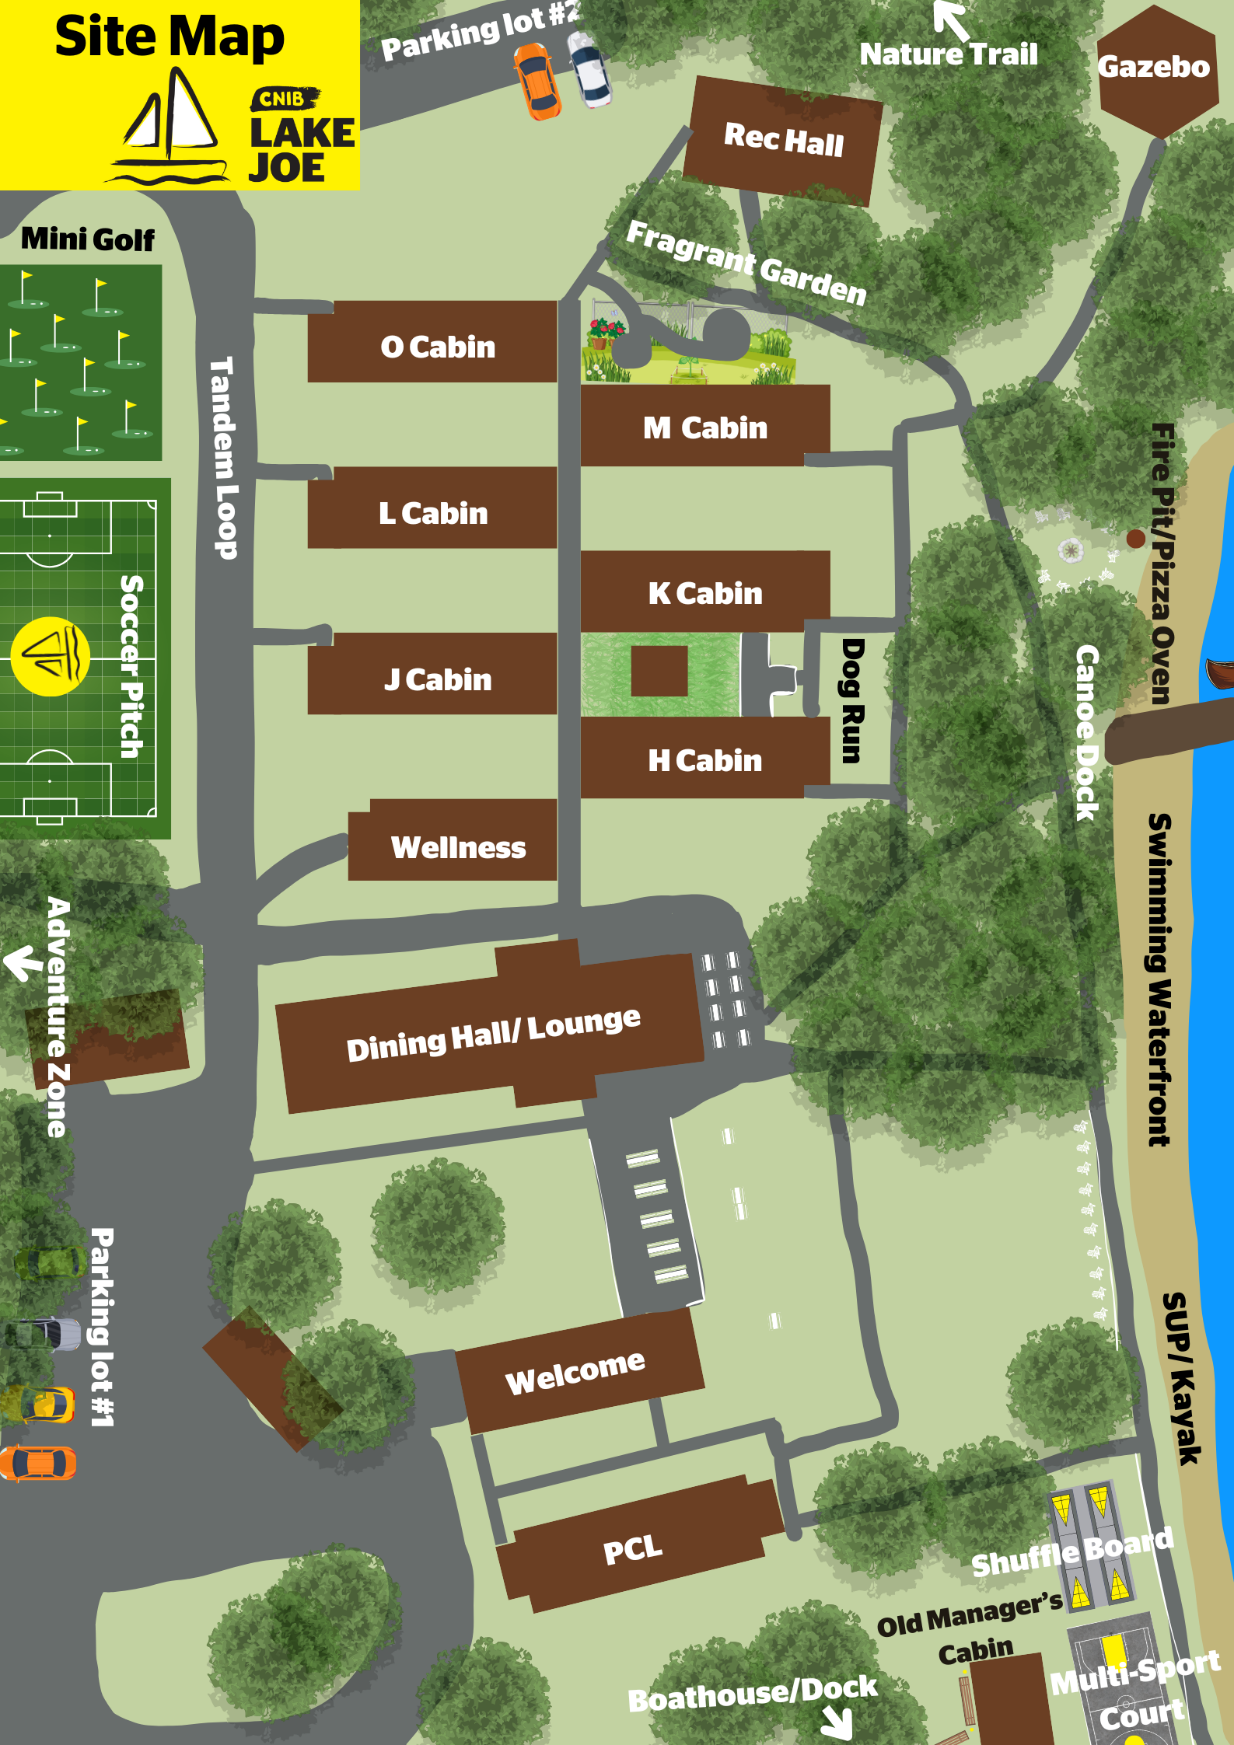 Site Map
CNIB
LAKE
JOE
Parking lot #2
Nature Trail
Gazebo
Rec Hall
Mini Golf
Fragrant Garden
O Cabin
M Cabin
Tandem Loop
L Cabin
Fire Pit/Pizza Oven
Soccer Pitch
K Cabin
J Cabin
Dog Run
Canoe Dock
H Cabin
Wellness
Swimming Waterfront
Adventure Zone
Dining Hall/ Lounge
Parking lot #1
SUP/ Kayak
Welcome
PCL
Shuffle Board
Old Manager's
Cabin
Multi-Sport
Court
Boathouse/Dock